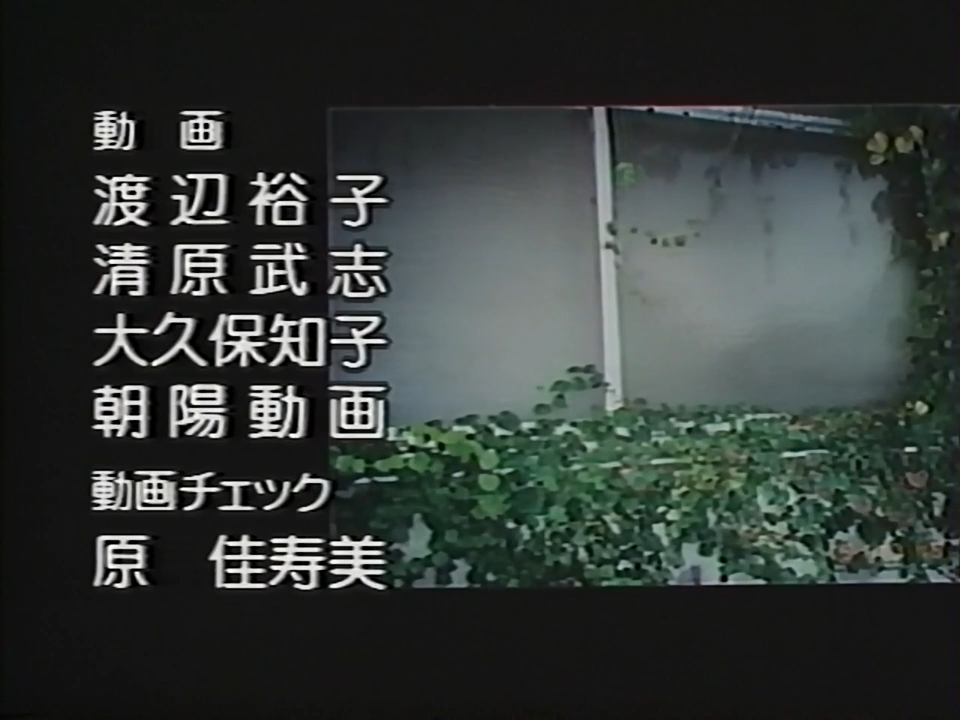 動画
渡辺裕子
清原武志
大久保知子
朝陽動画
動画チェック
原 佳寿美